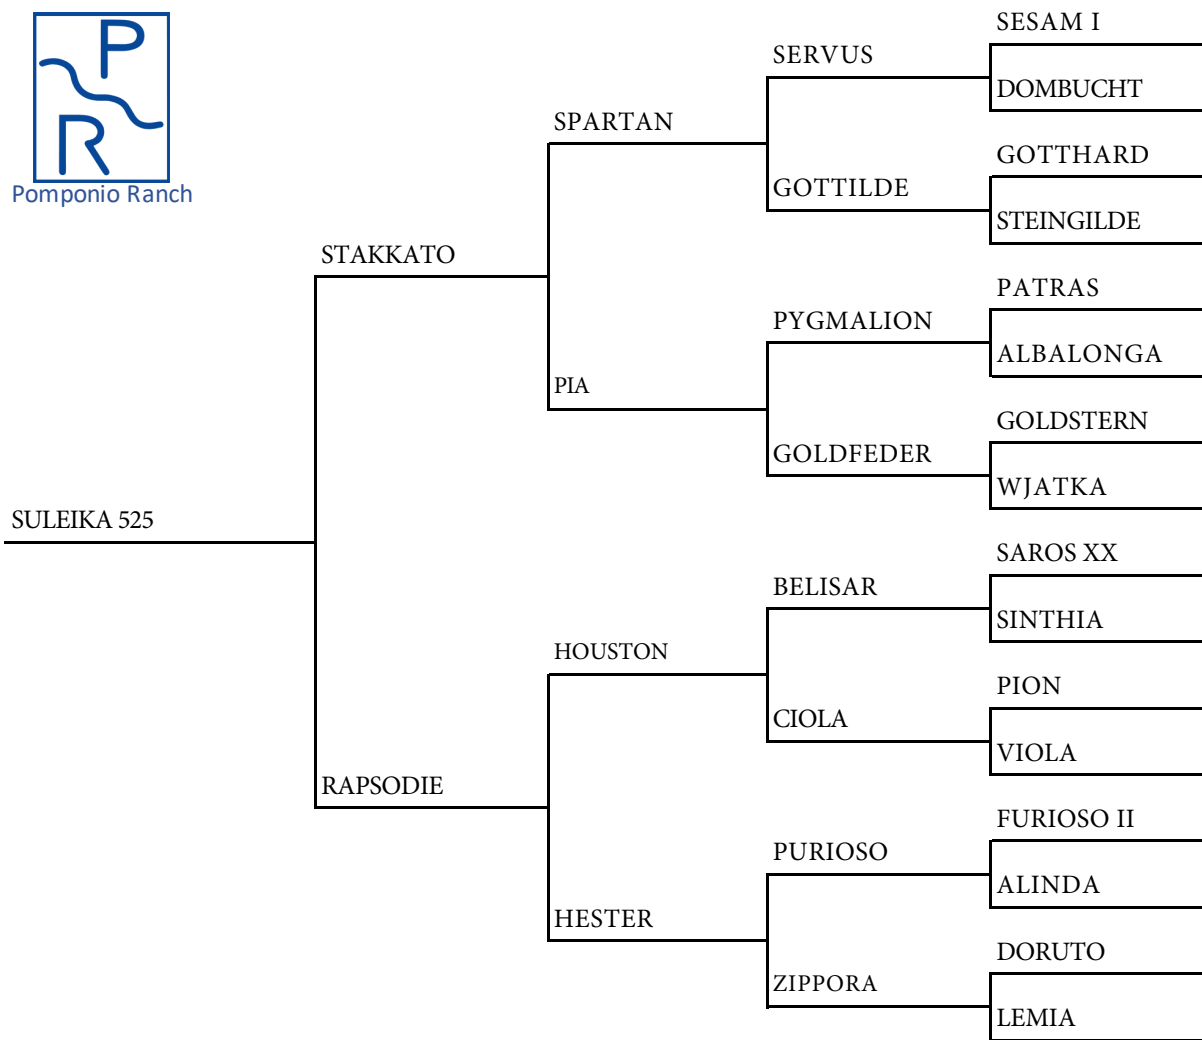 P
R
Pomponio Ranch
SESAM I
SERVUS
DOMBUCHT
SPARTAN
GOTTHARD
GOTTILDE
STEINGILDE
STAKKATO
PATRAS
PYGMALION
ALBALONGA
PIA
GOLDSTERN
GOLDFEDER
WJATKA
SULEIKA 525
SAROS XX
BELISAR
SINTHIA
HOUSTON
PION
CIOLA
VIOLA
RAPSODIE
FURIOSO II
PURIOSO
ALINDA
HESTER
DORUTO
ZIPPORA
LEMIA